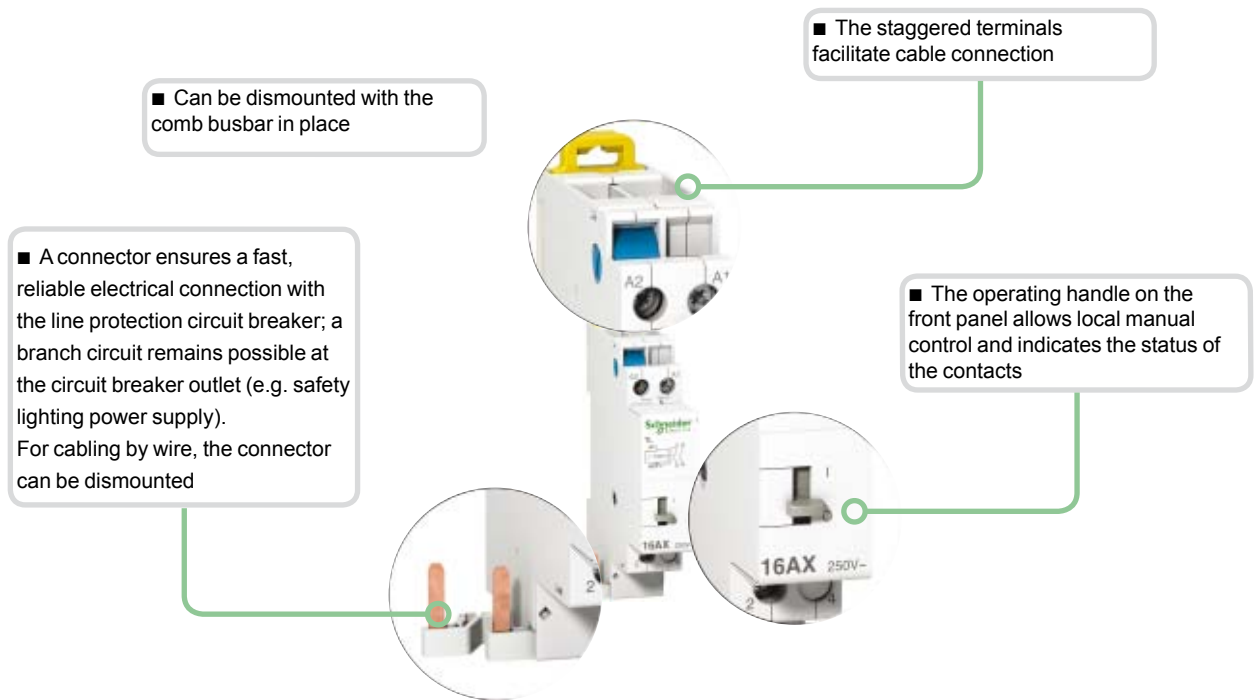 ■ The staggered terminals
facilitate cable connection
■ Can be dismounted with the
comb busbar in place
■ A connector ensures a fast,
reliable electrical connection with
the line protection circuit breaker; a
branch circuit remains possible at
the circuit breaker outlet (e.g. safety
lighting power supply).
For cabling by wire, the connector
can be dismounted
■ The operating handle on the
front panel allows local manual
control and indicates the status of
the contacts
A2 A1
Schneider
Electric
TL
16AX
I
16AX 250V~
2 4
2